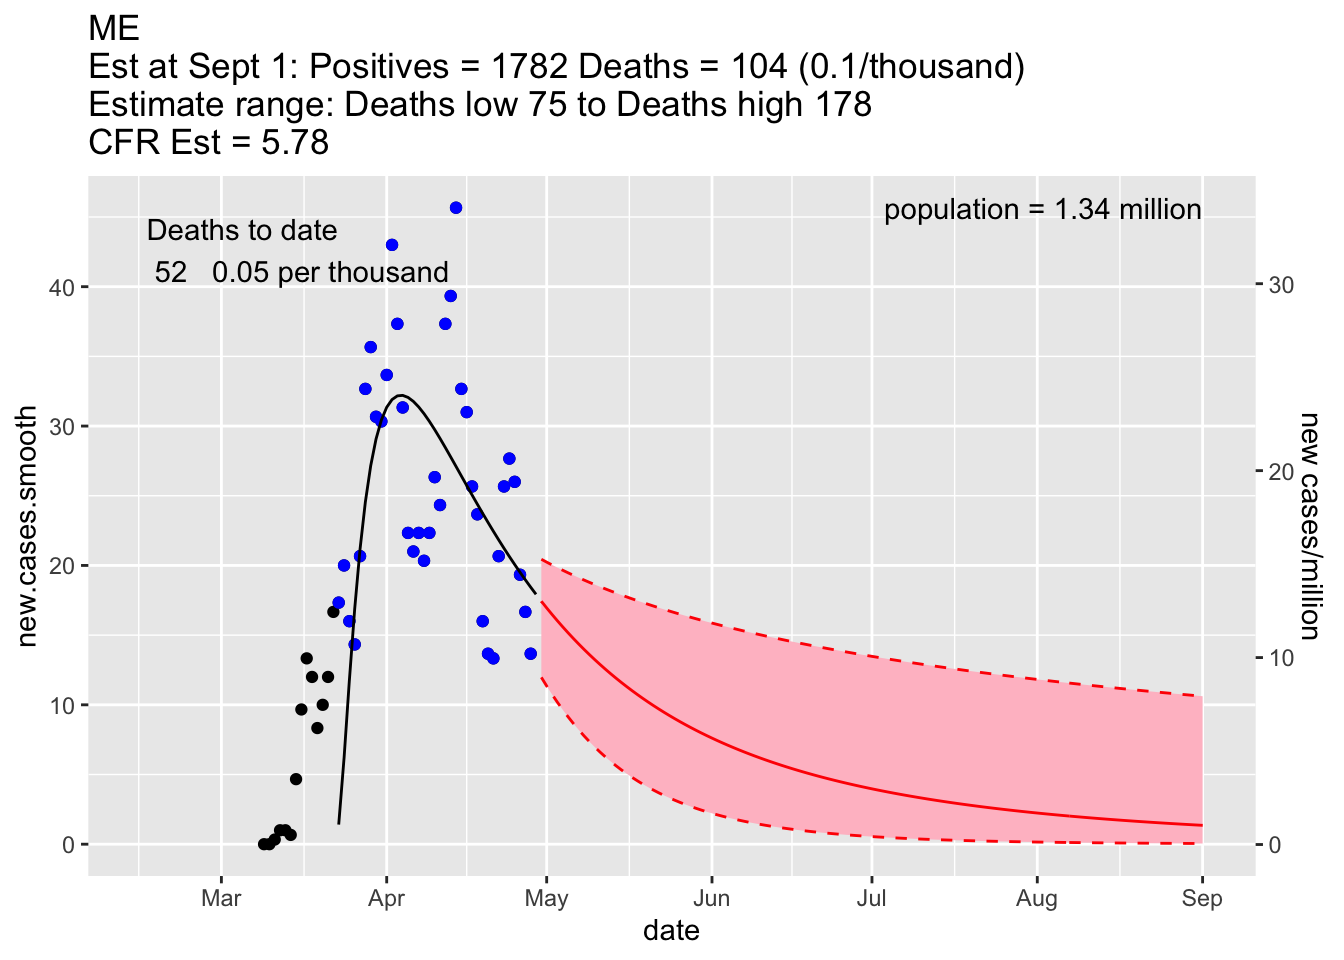 ME
Est at Sept 1: Positives = 1782 Deaths = 104 (0.1/thousand)
Estimate range: Deaths low 75 to Deaths high 178
CFR Est = 5.78
population = 1.34 million
Deaths to date
52 0.05 per thousand
40
30
20
10
0
new.cases.smooth
30
20
10
0
new cases/million
Mar Apr May Jun Jul Aug Sep
date